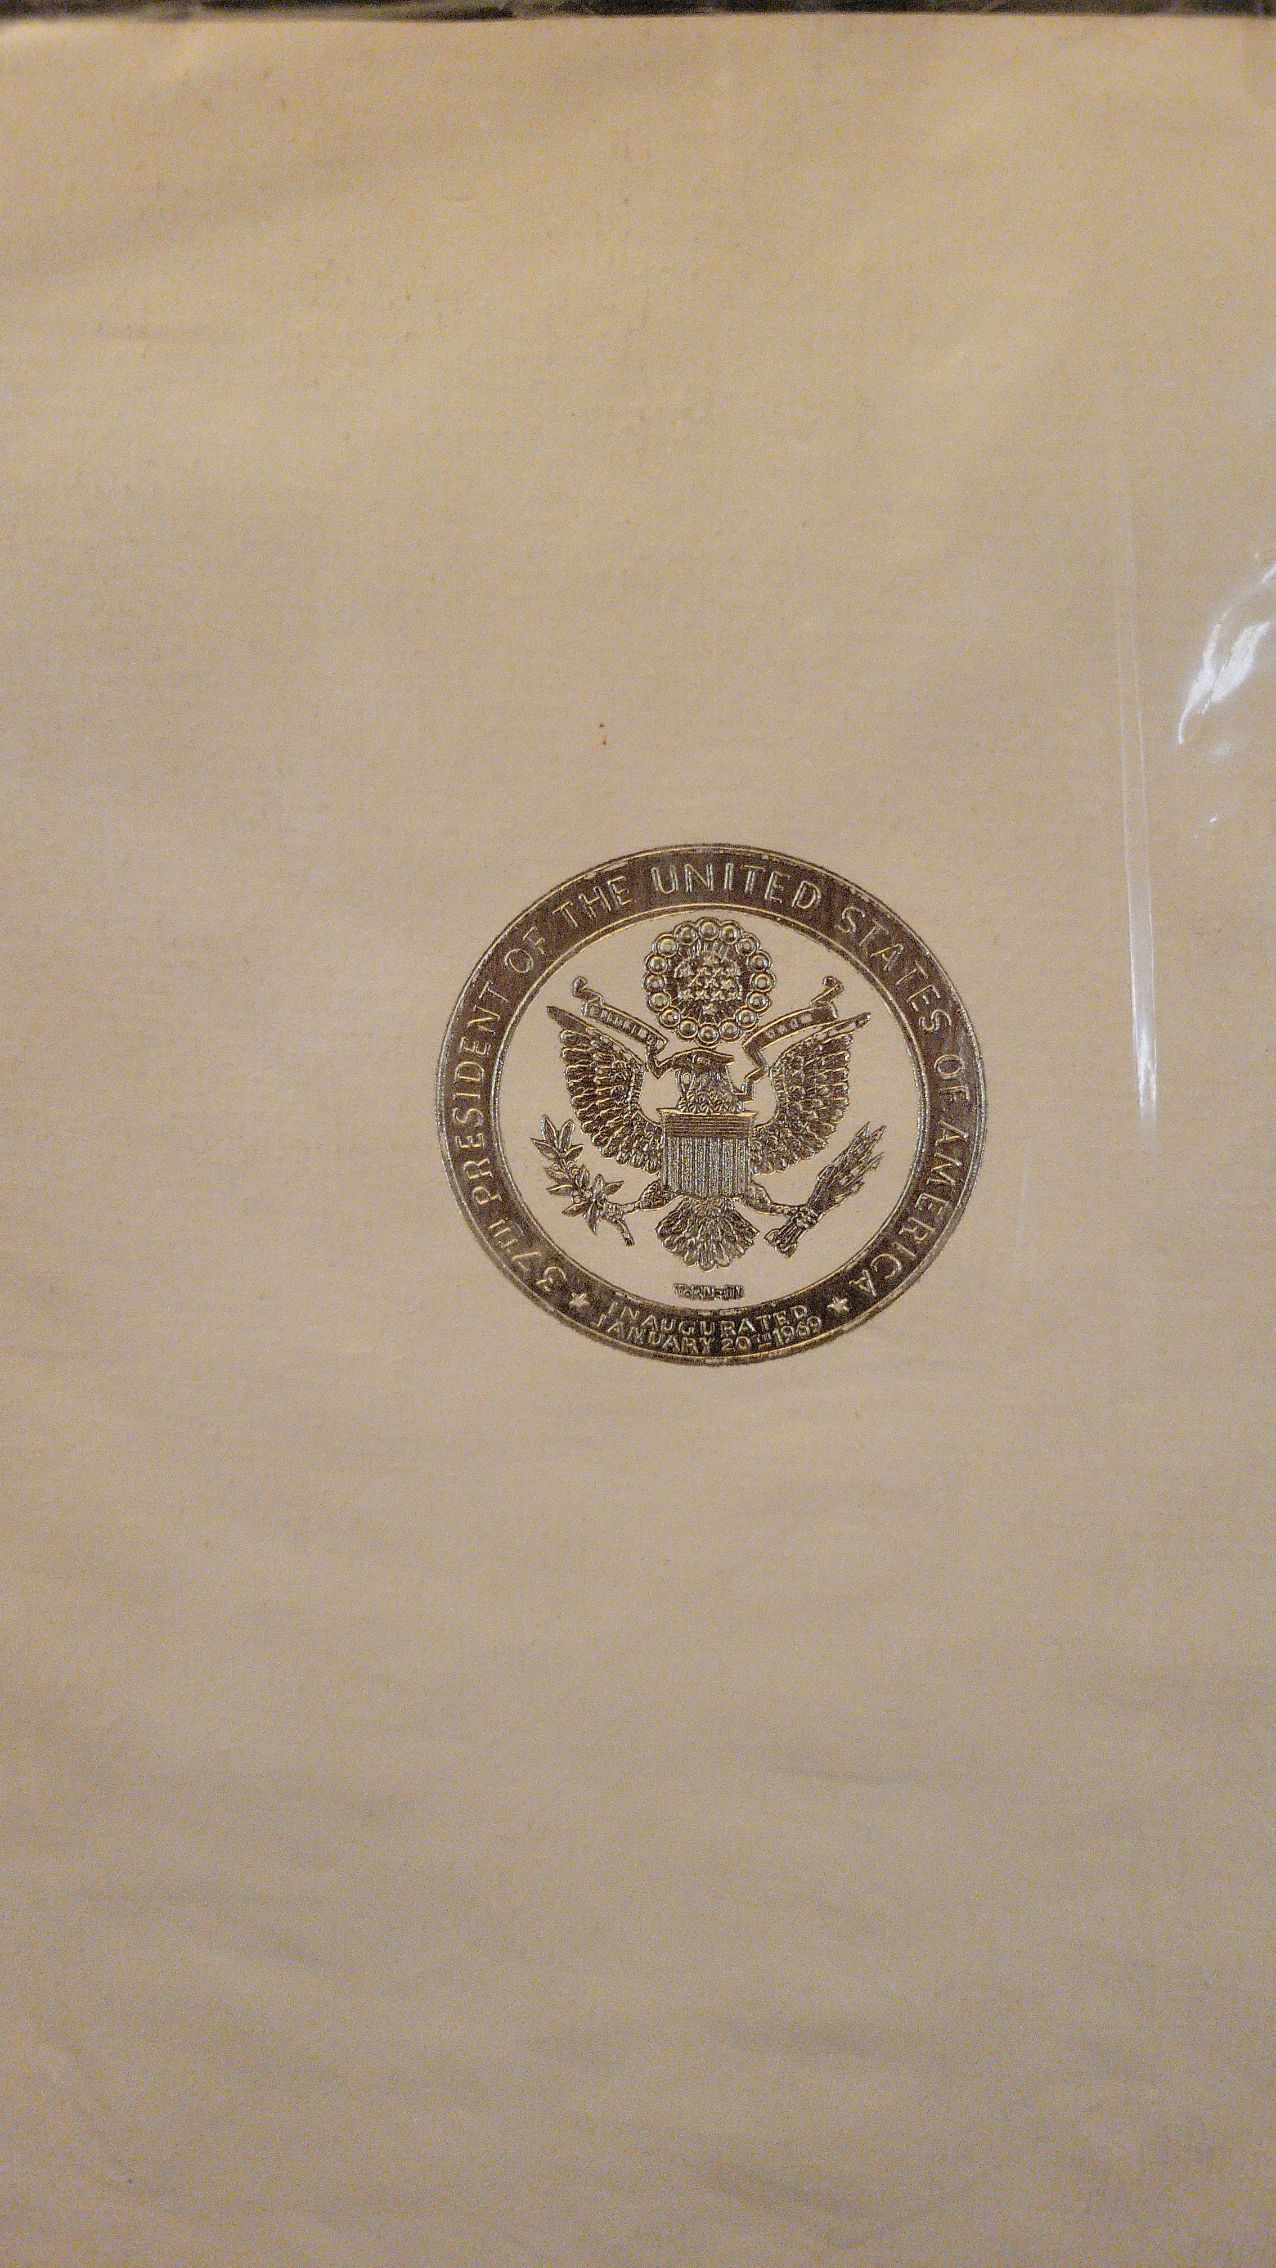 37TH PRESIDENT OF THE UNITED STATES OF AMERICA
★ INAUGURATED ★
JANUARY 20TH 1969